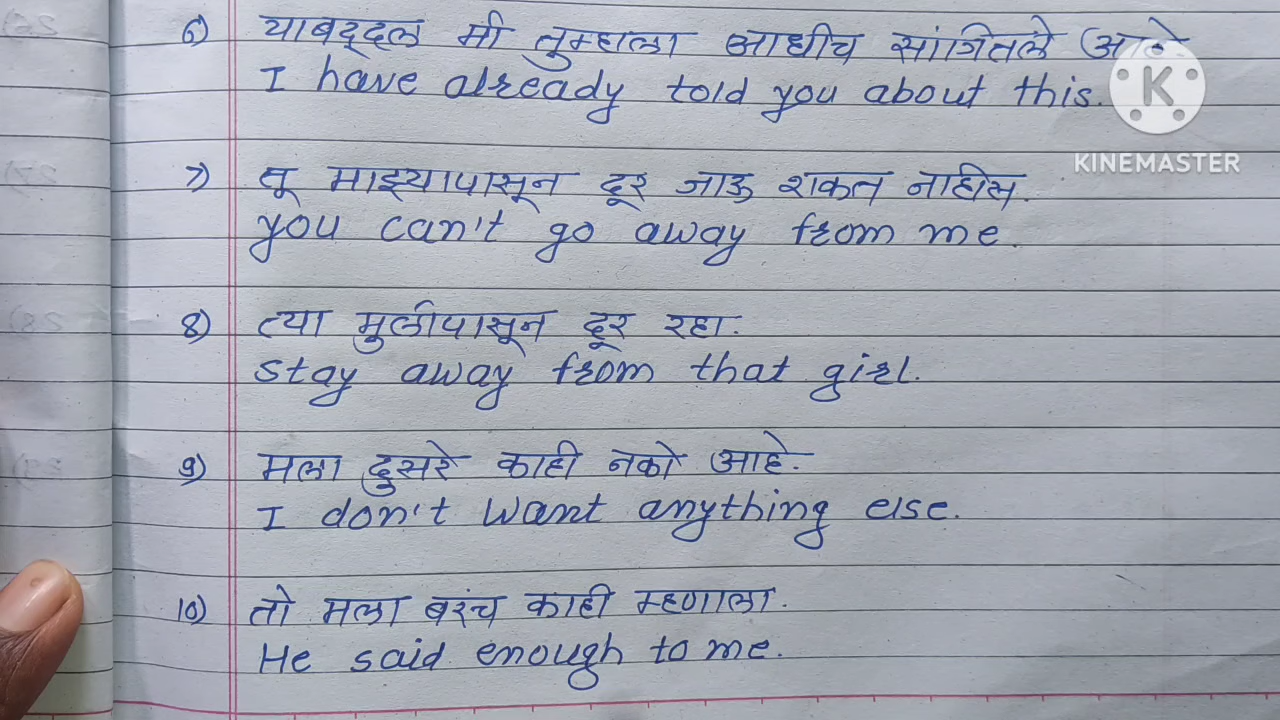 6) याबद्दल मी तुम्हाला आधीच सांगितले आहे
I have already told you about this.
KINEMASTER
7) तू माझ्यापासून दूर जाऊ शकत नाहीस.
you can't go away from me.
8) त्या मुलीपासून दूर रहा.
stay away from that girl.
9) मला दुसरे काही नको आहे.
I don't want anything else.
10) तो मला बरंच काही म्हणाला.
He said enough to me.